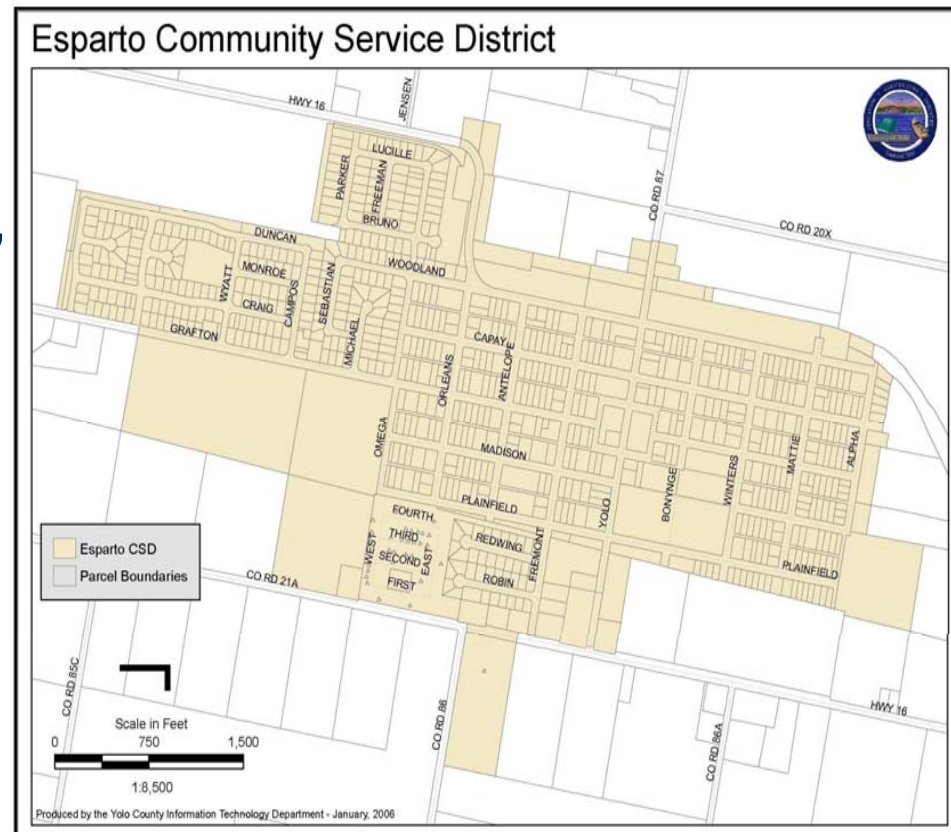 Esparto Community Service District
HWY 16
JENSEN
LUCILLE
PARKER
FREEMAN
BRUNO
CO RD 87
CO RD 20X
DUNCAN
WOODLAND
MONROE
WYATT
CRAIG
CAMPOS
SEBASTIAN
MICHAEL
GRAFTON
CAPAY
ORLEANS
ANTELOPE
OMEGA
MADISON
MATTIE
ALPHA
WINTERS
BONYNGE
YOLO
PLAINFIELD
FOURTH
THIRD
SECOND
FIRST
WEST
EAST
REDWING
ROBIN
FREMONT
PLAINFIELD
Esparto CSD
Parcel Boundaries
CO RD 21A
CO RD 85C
CO RD 86
CO RD 86A
HWY 16
Scale in Feet
0 750 1,500
1:8,500
Produced by the Yolo County Information Technology Department - January, 2006
,